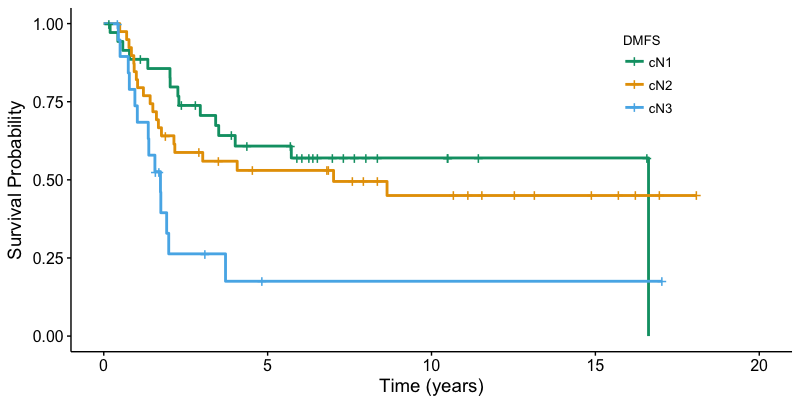 DMFS
cN1
cN2
cN3
Survival Probability
1.00
0.75
0.50
0.25
0.00
0 5 10 15 20
Time (years)